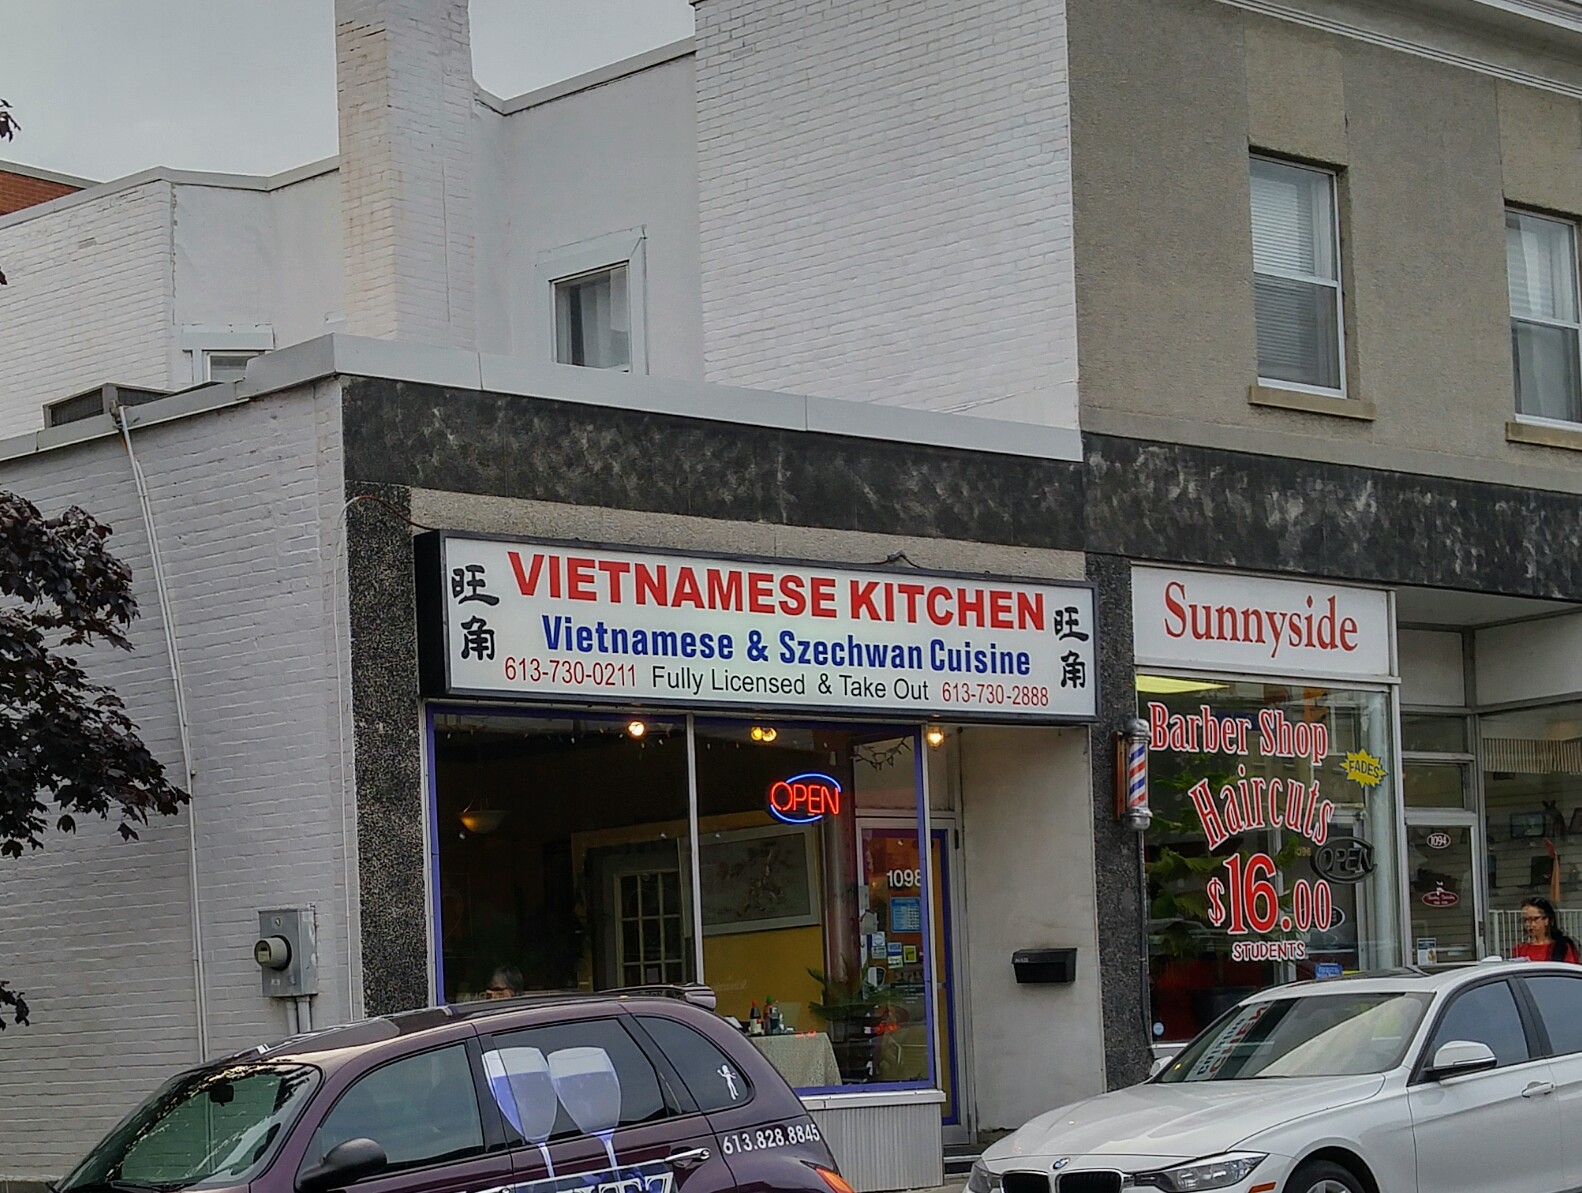 旺角
VIETNAMESE KITCHEN
旺角
Vietnamese & Szechwan Cuisine
613-730-0211 Fully Licensed & Take Out 613-730-2888
OPEN
1098
Sunnyside
Barber Shop
FADES
Haircuts
OPEN
$16.00
STUDENTS
1094
613.828.8845